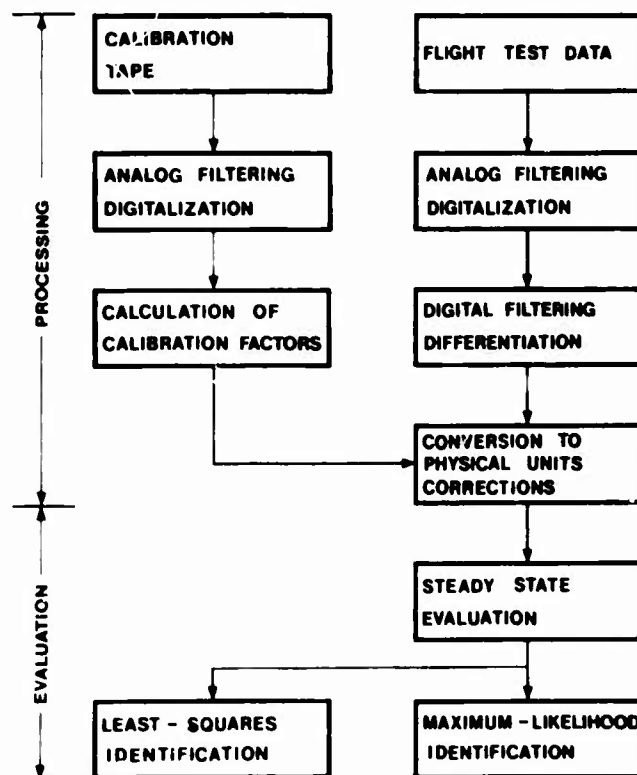 CALIBRATION
TAPE
FLIGHT TEST DATA
ANALOG FILTERING
DIGITALIZATION
ANALOG FILTERING
DIGITALIZATION
CALCULATION OF
CALIBRATION FACTORS
DIGITAL FILTERING
DIFFERENTIATION
CONVERSION TO
PHYSICAL UNITS
CORRECTIONS
PROCESSING
STEADY STATE
EVALUATION
EVALUATION
LEAST - SQUARES
IDENTIFICATION
MAXIMUM - LIKELIHOOD
IDENTIFICATION